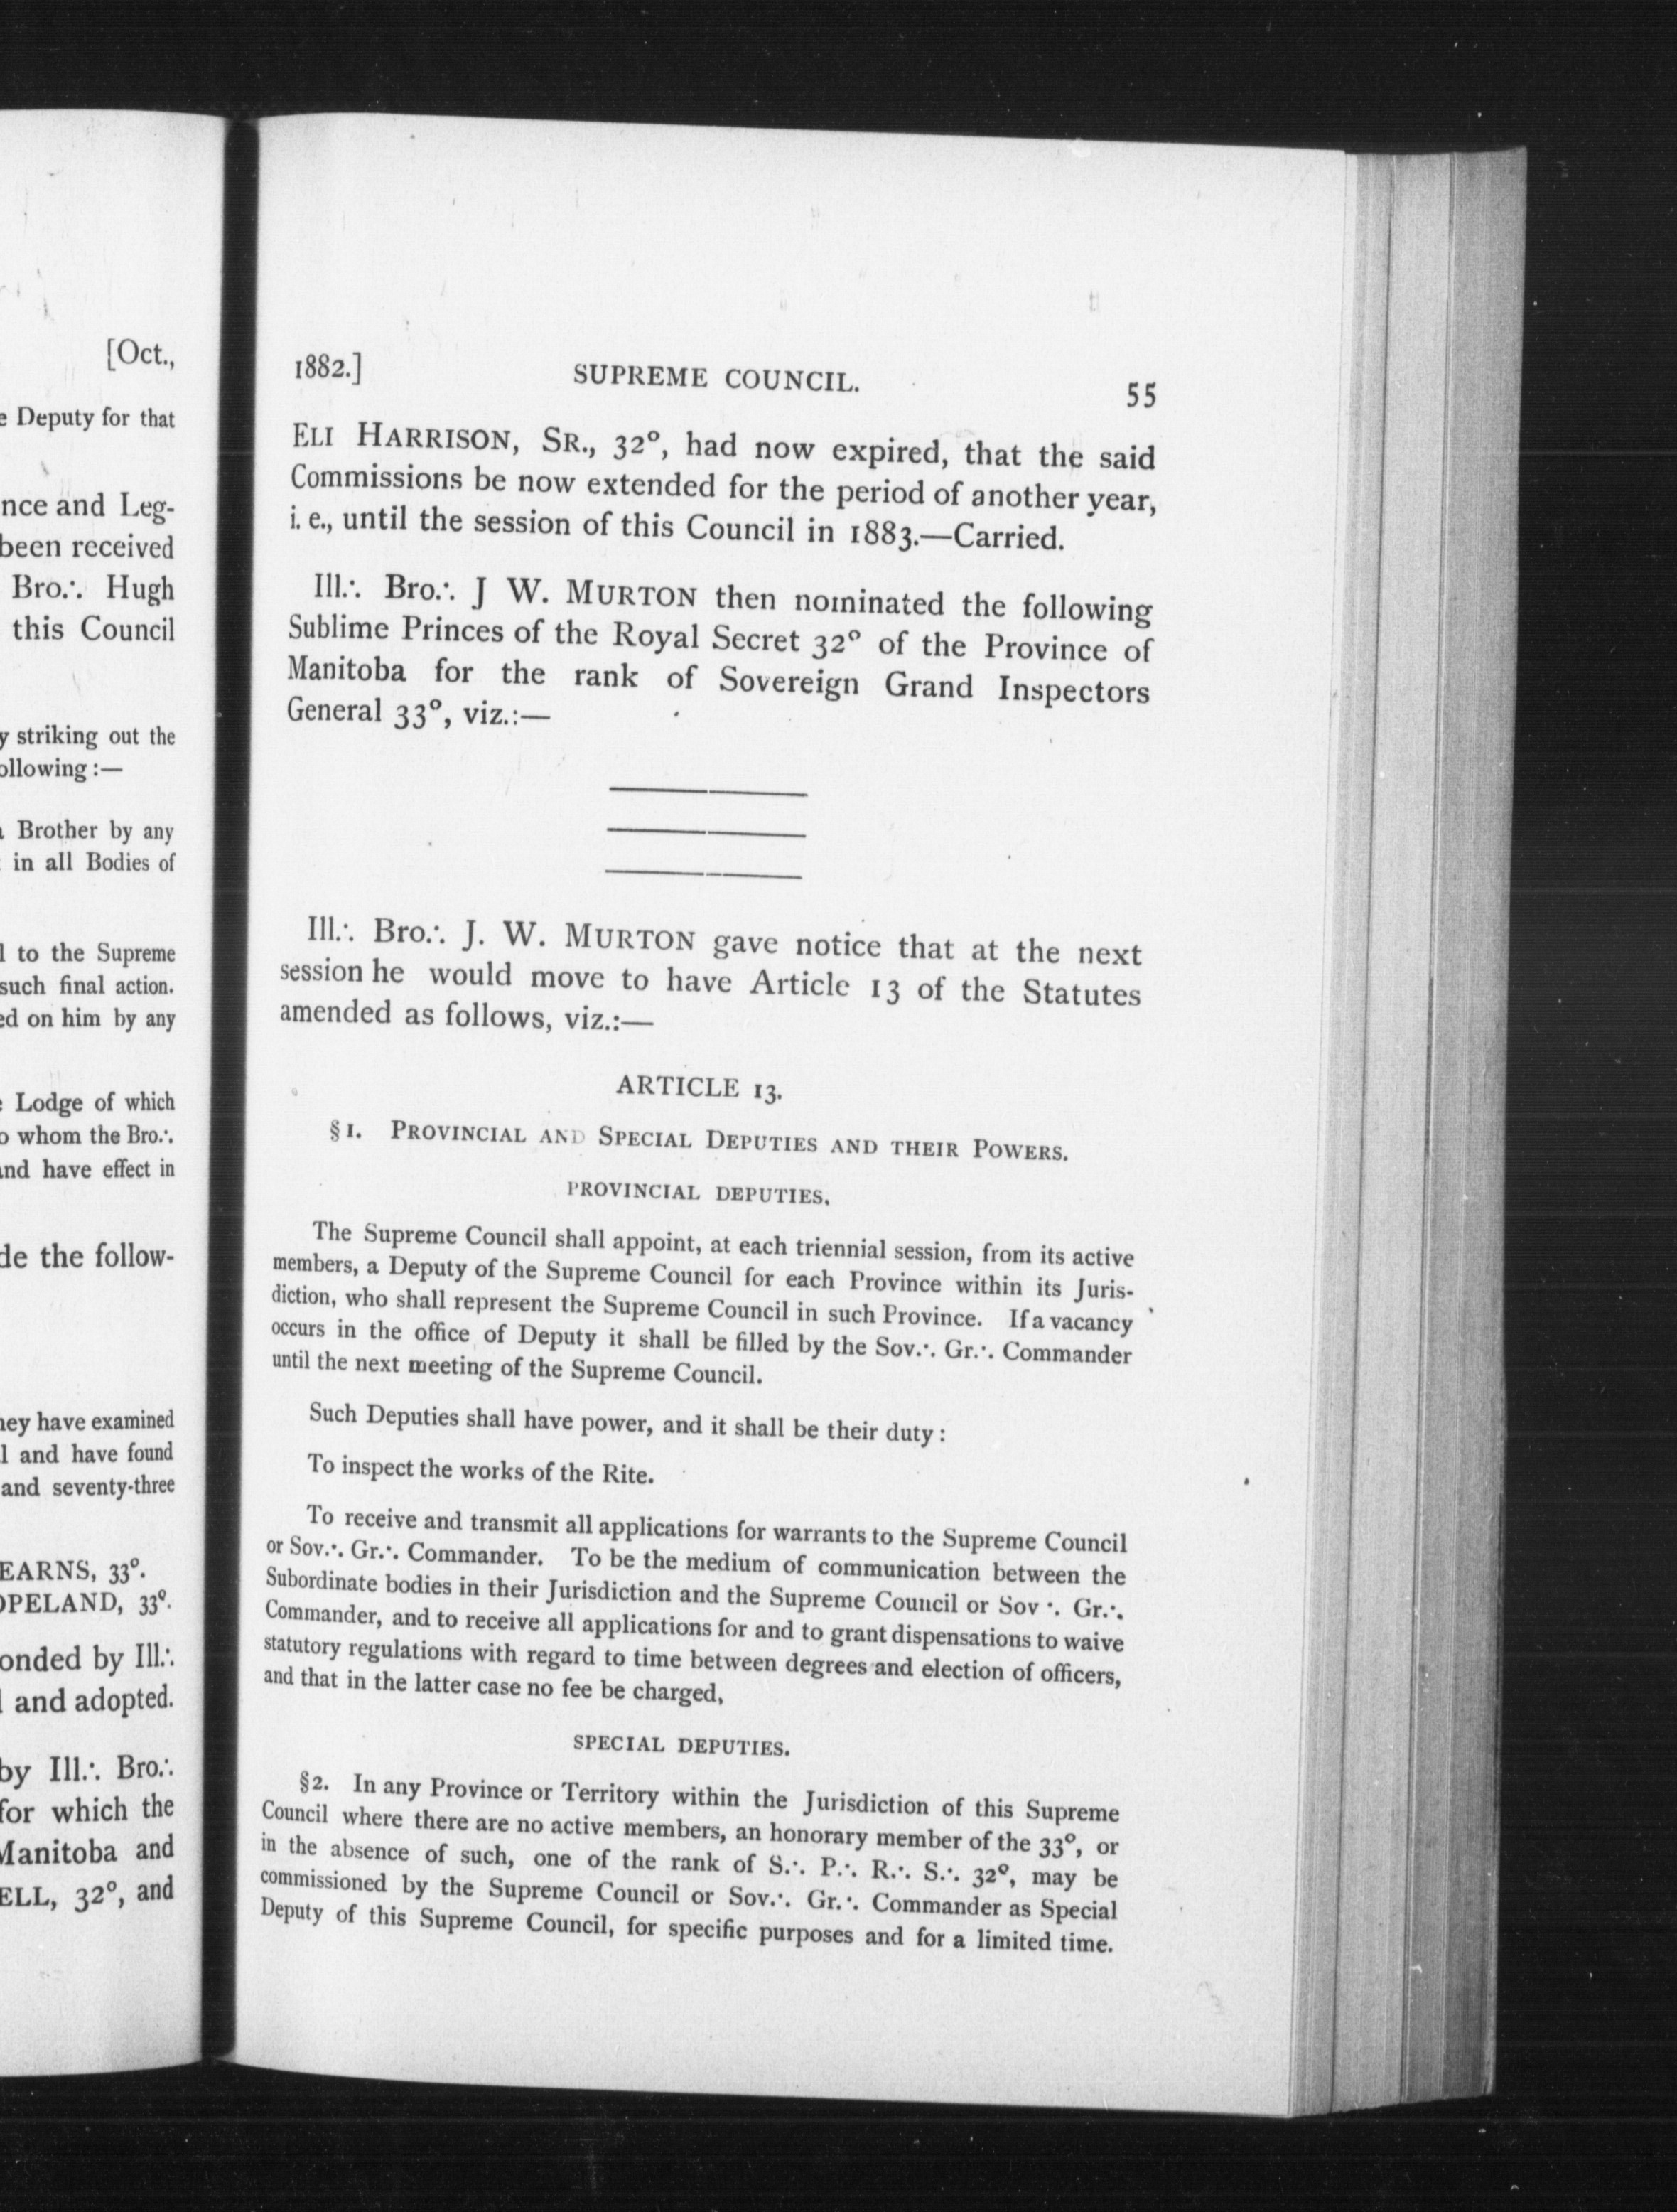 [Oct.,
Deputy for that
nce and Leg-
been received
Bro.∴ Hugh
this Council
striking out the
ollowing :—
Brother by any
in all Bodies of
to the Supreme
such final action.
ed on him by any
Lodge of which
o whom the Bro.∴
and have effect in
de the follow-
hey have examined
and have found
and seventy-three
EARNS, 33°.
OPELAND, 33°.
onded by Ill.∴
and adopted.
by Ill.∴ Bro.∴
for which the
Manitoba and
ELL, 32°, and
1882.] SUPREME COUNCIL. 55
ELI HARRISON, SR., 32°, had now expired, that the said
Commissions be now extended for the period of another year,
i. e., until the session of this Council in 1883.—Carried.
Ill.∴ Bro.∴ J W. MURTON then nominated the following
Sublime Princes of the Royal Secret 32° of the Province of
Manitoba for the rank of Sovereign Grand Inspectors
General 33°, viz.:—
Ill.∴ Bro.∴ J. W. MURTON gave notice that at the next
session he would move to have Article 13 of the Statutes
amended as follows, viz.:—
ARTICLE 13.
§ 1. PROVINCIAL AND SPECIAL DEPUTIES AND THEIR POWERS.
PROVINCIAL DEPUTIES.
The Supreme Council shall appoint, at each triennial session, from its active
members, a Deputy of the Supreme Council for each Province within its Juris-
diction, who shall represent the Supreme Council in such Province. If a vacancy
occurs in the office of Deputy it shall be filled by the Sov.∴ Gr.∴ Commander
until the next meeting of the Supreme Council.
Such Deputies shall have power, and it shall be their duty :
To inspect the works of the Rite.
To receive and transmit all applications for warrants to the Supreme Council
or Sov.∴ Gr.∴ Commander. To be the medium of communication between the
Subordinate bodies in their Jurisdiction and the Supreme Council or Sov ∴ Gr.∴
Commander, and to receive all applications for and to grant dispensations to waive
statutory regulations with regard to time between degrees and election of officers,
and that in the latter case no fee be charged,
SPECIAL DEPUTIES.
§2. In any Province or Territory within the Jurisdiction of this Supreme
Council where there are no active members, an honorary member of the 33°, or
in the absence of such, one of the rank of S.∴ P.∴ R.∴ S.∴ 32°, may be
commissioned by the Supreme Council or Sov.∴ Gr.∴ Commander as Special
Deputy of this Supreme Council, for specific purposes and for a limited time.